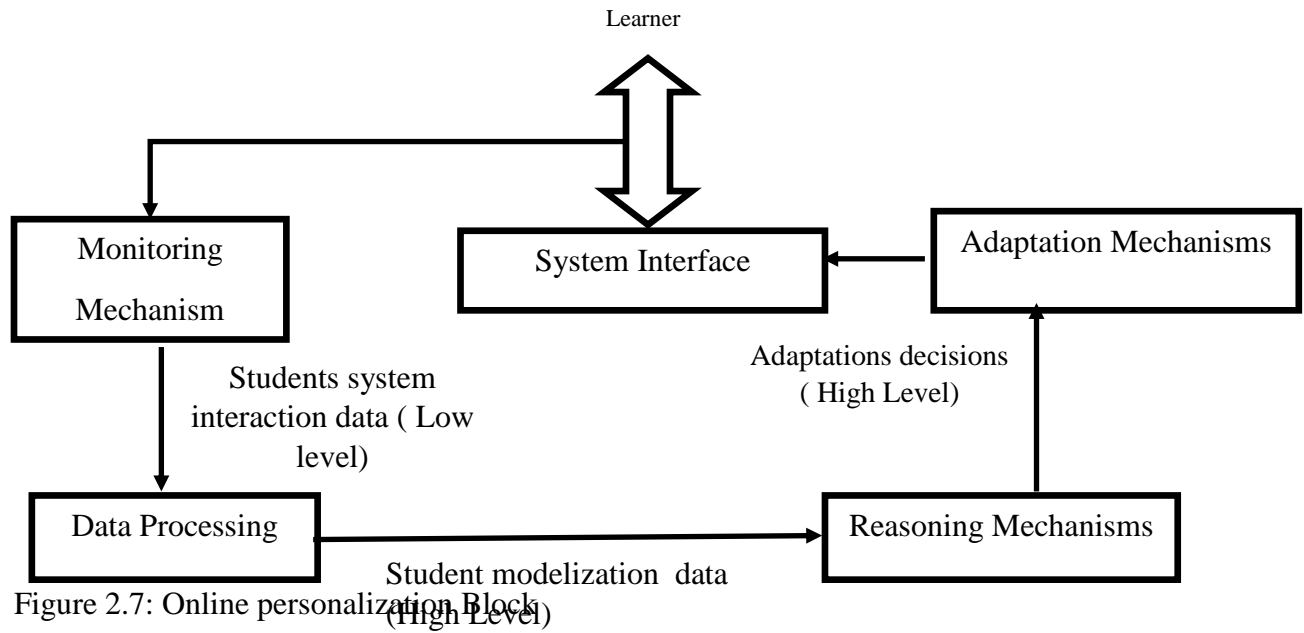 Learner
Monitoring
Mechanism
System Interface
Adaptation Mechanisms
Students system
interaction data ( Low
level)
Adaptations decisions
( High Level)
Data Processing
Reasoning Mechanisms
Student modelization  data
(High Level)
Figure 2.7: Online personalization Block